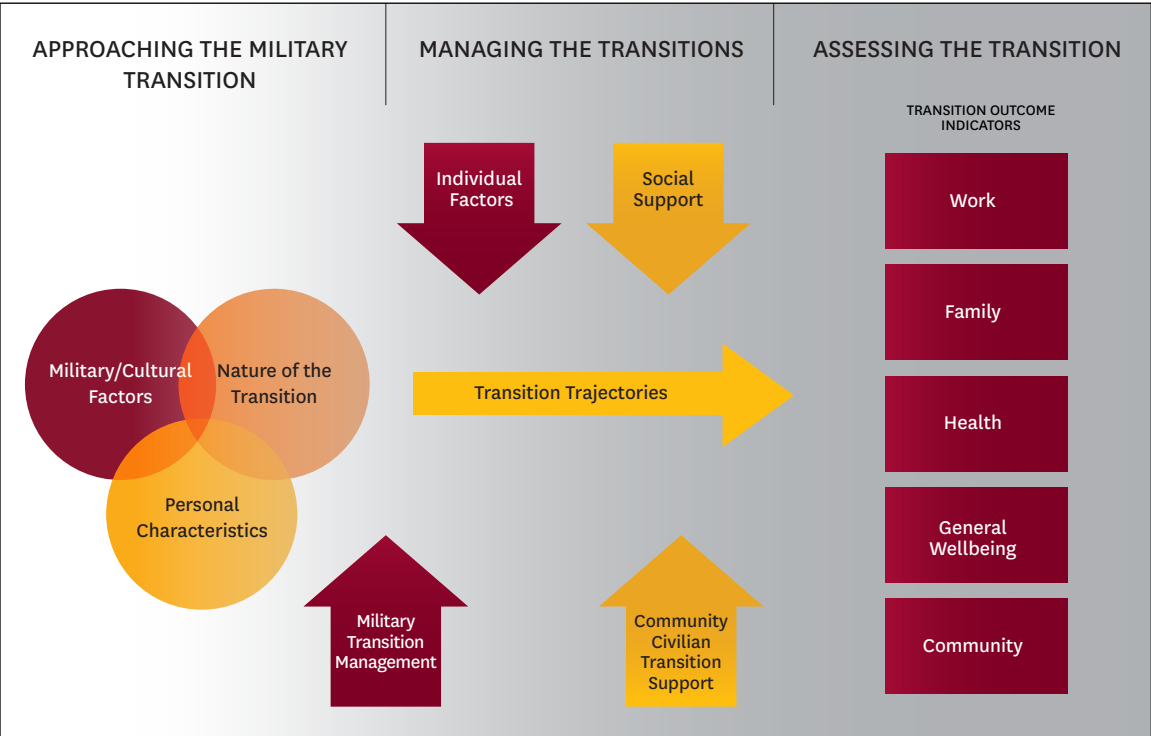 APPROACHING THE MILITARY
TRANSITION
MANAGING THE TRANSITIONS
ASSESSING THE TRANSITION
TRANSITION OUTCOME
INDICATORS
Individual
Factors
Social
Support
Work
Family
Military/Cultural
Factors
Nature of the
Transition
Transition Trajectories
Health
Personal
Characteristics
General
Wellbeing
Military
Transition
Management
Community
Civilian
Transition
Support
Community